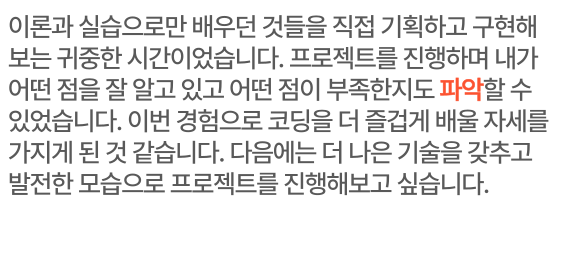 이론과 실습으로만 배우던 것들을 직접 기획하고 구현해
보는 귀중한 시간이었습니다. 프로젝트를 진행하며 내가
어떤 점을 잘 알고 있고 어떤 점이 부족한지도 파악할 수
있었습니다. 이번 경험으로 코딩을 더 즐겁게 배울 자세를
가지게 된 것 같습니다. 다음에는 더 나은 기술을 갖추고
발전한 모습으로 프로젝트를 진행해보고 싶습니다.